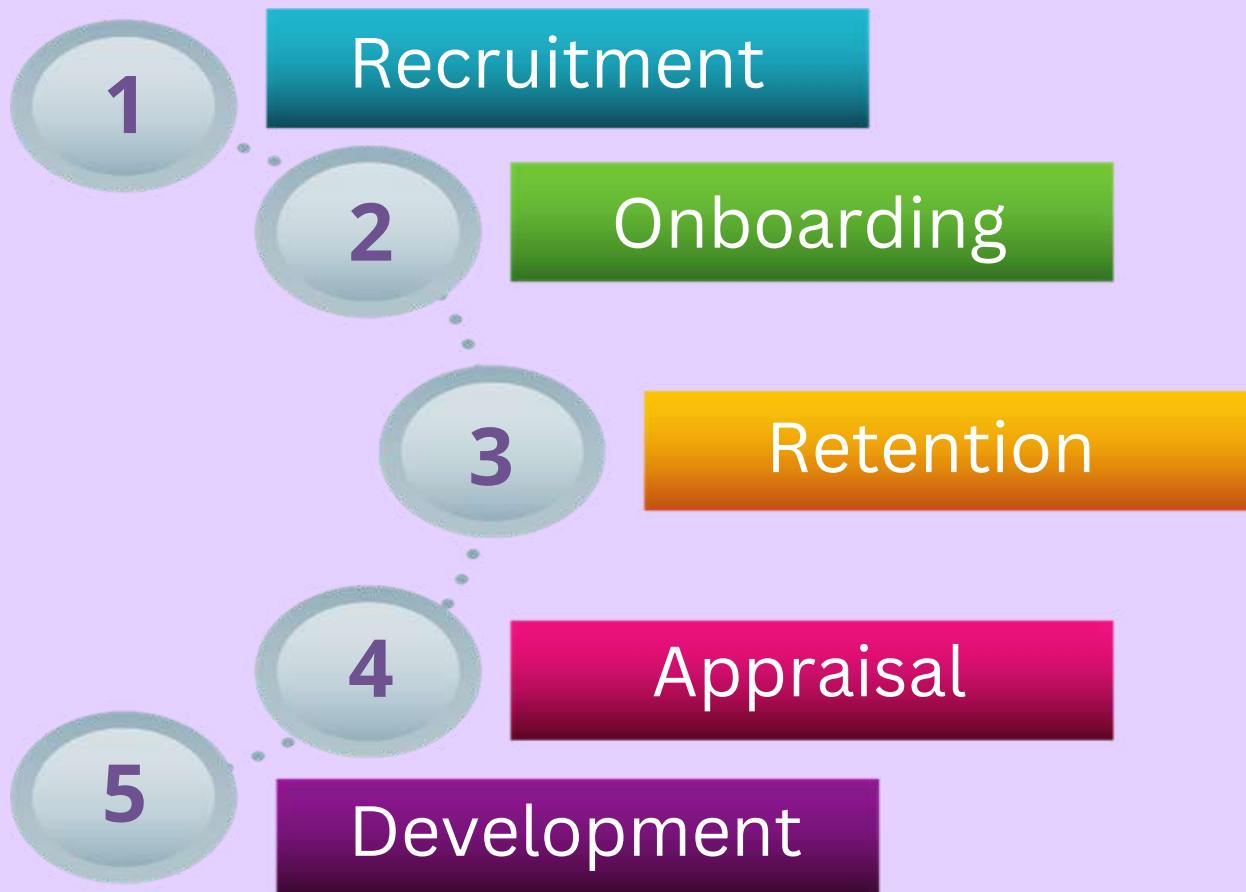 1
Recruitment
2
Onboarding
3
Retention
4
Appraisal
5
Development